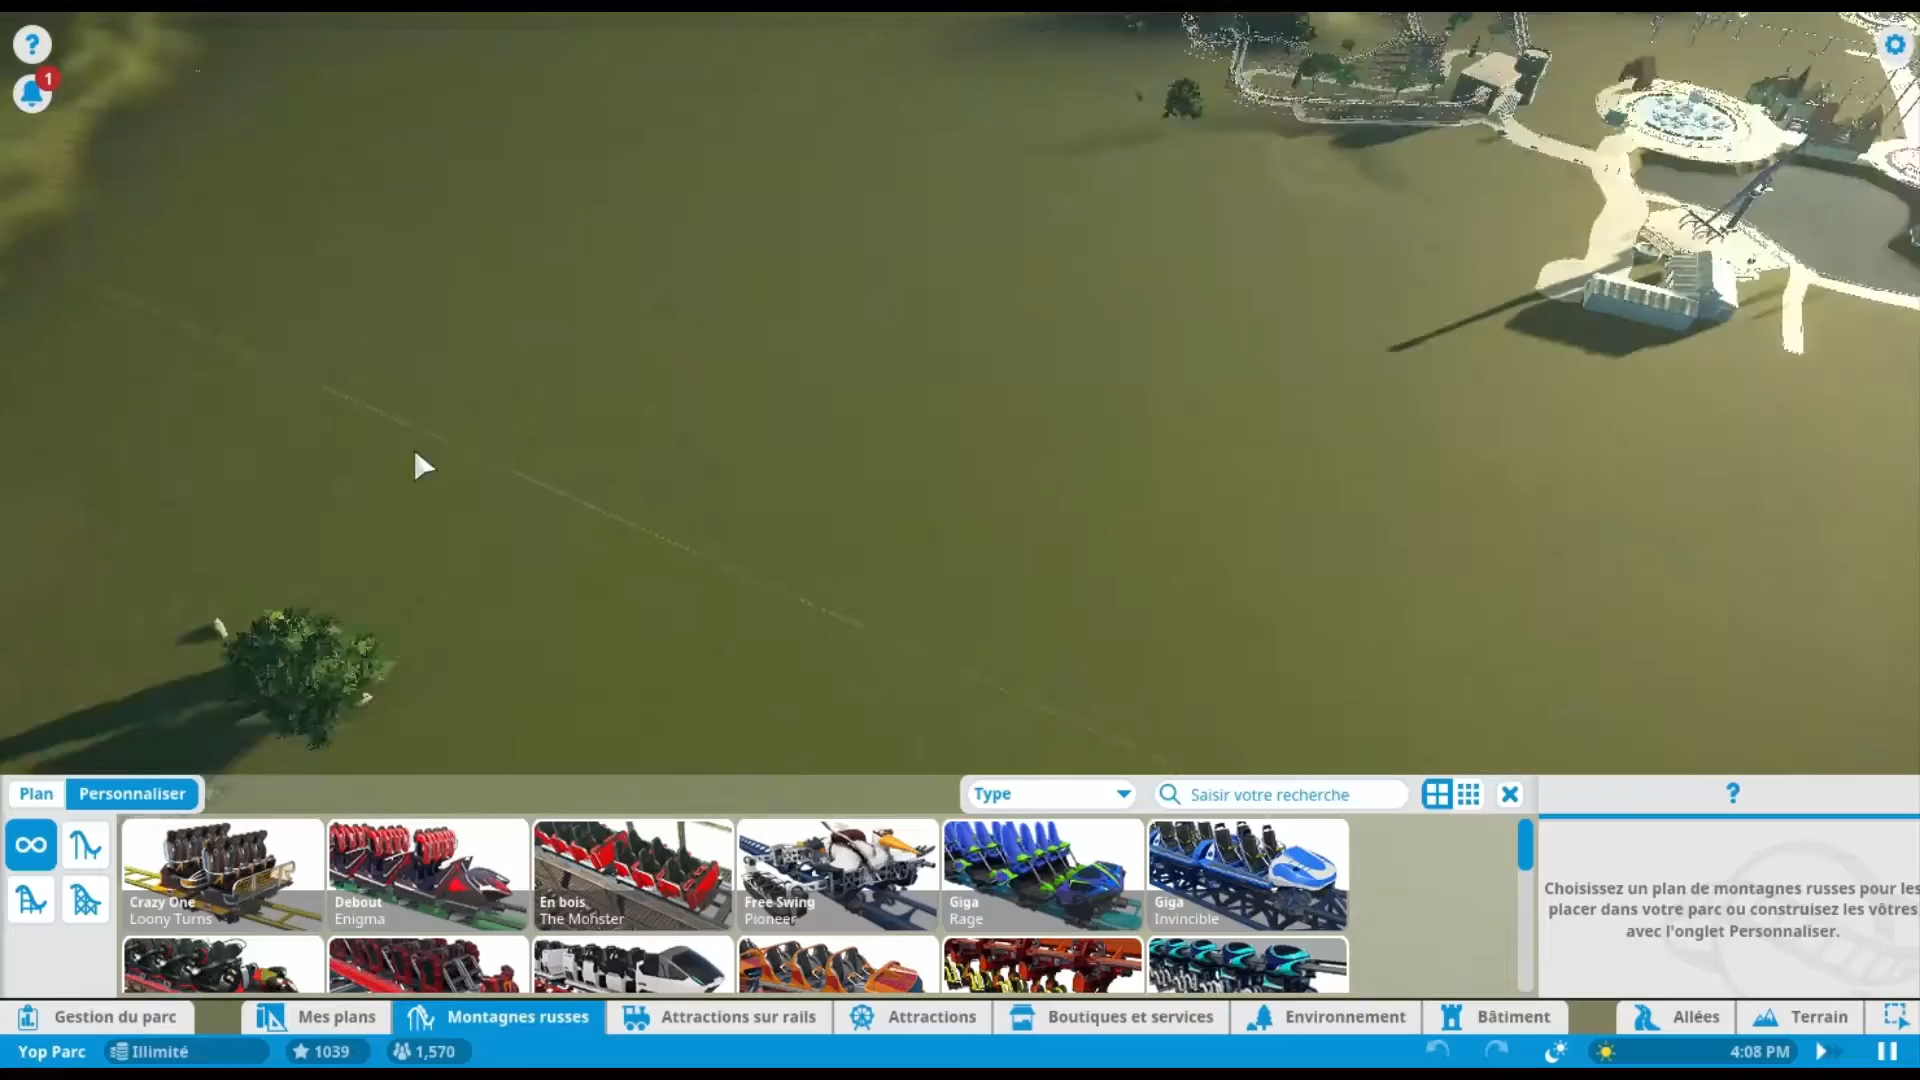 ?
1
Plan
Personnaliser
Type
Saisir votre recherche
?
Crazy One
Loony Turns
Debout
Enigma
En bois
The Monster
Free Swing
Pioneer
Giga
Rage
Giga
Invincible
Choisissez un plan de montagnes russes pour les
placer dans votre parc ou construisez les vôtres
avec l'onglet Personnaliser.
Gestion du parc
Mes plans
Montagnes russes
Attractions sur rails
Attractions
Boutiques et services
Environnement
Bâtiment
Allées
Terrain
Yop Parc
Illimité
1039
1,570
4:08 PM